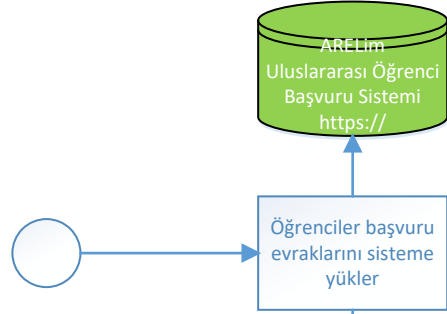 ARELim
Uluslararası Öğrenci
Başvuru Sistemi
https://
Öğrenciler başvuru
evraklarını sisteme
yükler